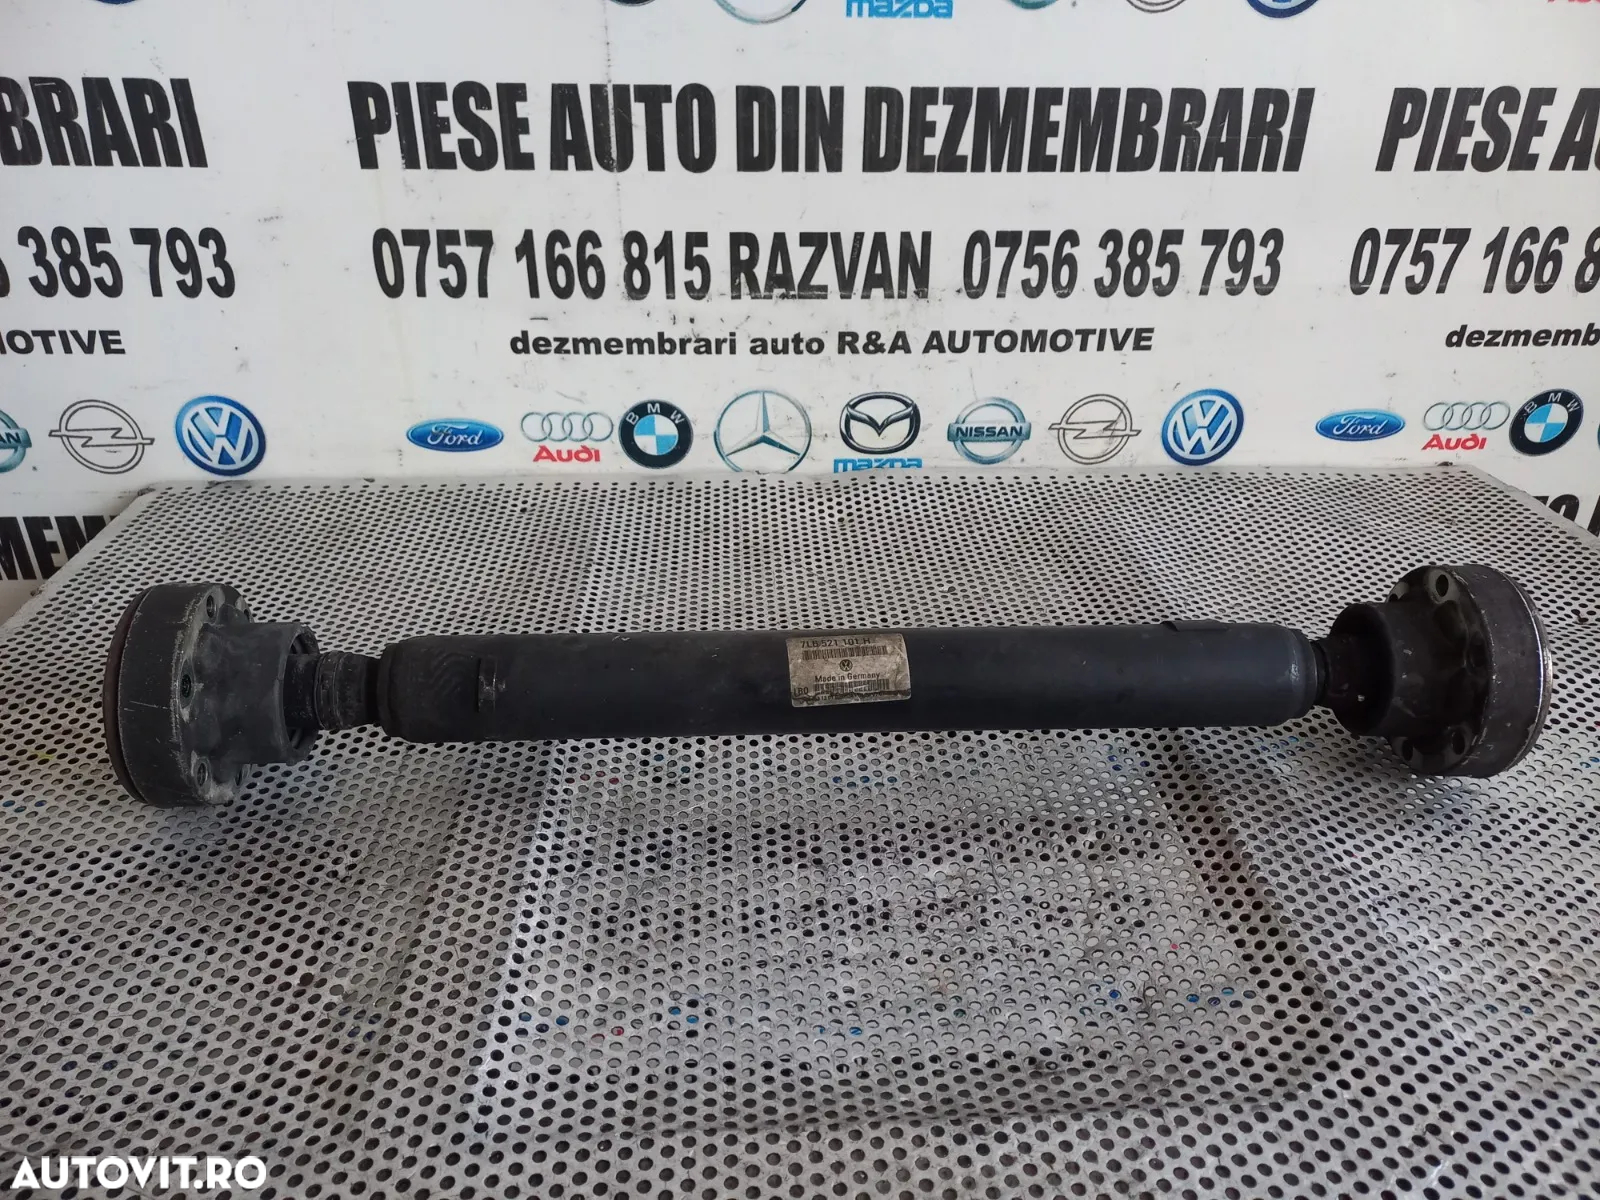 mazda
BRARI
PIESE AUTO DIN DEZMEMBRARI
PIESE A
385 793
0757 166 815 RAZVAN 0756 385 793
0757 166 8
OTIVE
dezmembrari auto R&A AUTOMOTIVE
dezmemb
Ford
Audi
BMW
mazda
NISSAN
Ford
Audi
BMW
MEM
7L8 521 101 H
Made in Germany
AUTOVIT.RO